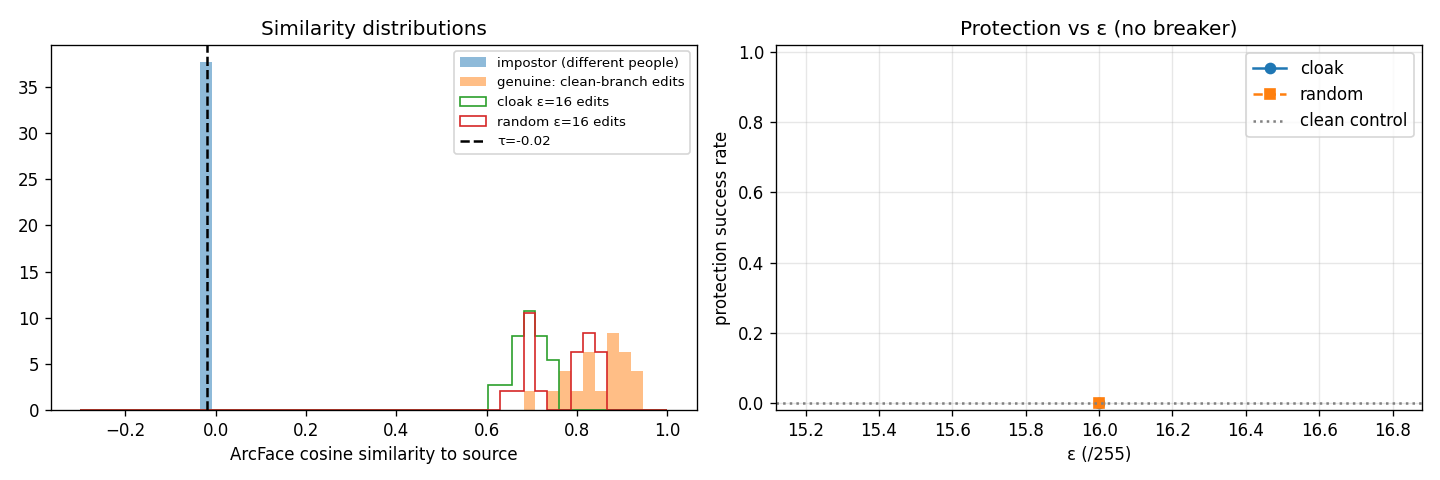 Similarity distributions
impostor (different people)
genuine: clean-branch edits
cloak ε=16 edits
random ε=16 edits
τ=-0.02
35
30
25
20
15
10
5
0
−0.2
0.0
0.2
0.4
0.6
0.8
1.0
ArcFace cosine similarity to source
Protection vs ε (no breaker)
cloak
random
clean control
protection success rate
1.0
0.8
0.6
0.4
0.2
0.0
15.2
15.4
15.6
15.8
16.0
16.2
16.4
16.6
16.8
ε (/255)